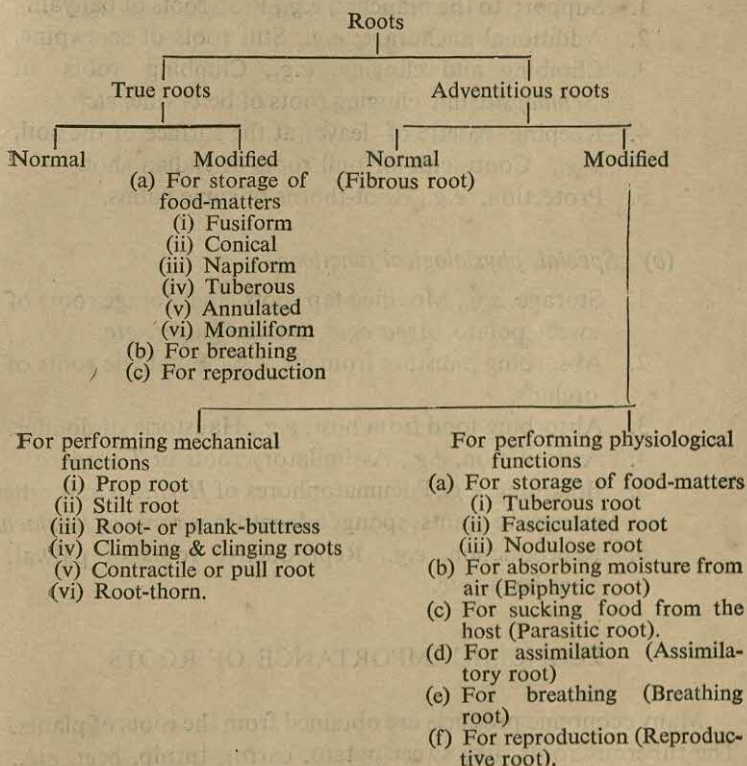 Roots
True roots
Adventitious roots
Normal
Modified
(a) For storage of
food-matters
(i) Fusiform
(ii) Conical
(iii) Napiform
(iv) Tuberous
(v) Annulated
(vi) Moniliform
(b) For breathing
(c) For reproduction
Normal
(Fibrous root)
Modified
For performing mechanical
functions
(i) Prop root
(ii) Stilt root
(iii) Root- or plank-buttress
(iv) Climbing & clinging roots
(v) Contractile or pull root
(vi) Root-thorn.
For performing physiological
functions
(a) For storage of food-matters
(i) Tuberous root
(ii) Fasciculated root
(iii) Nodulose root
(b) For absorbing moisture from
air (Epiphytic root)
(c) For sucking food from the
host (Parasitic root).
(d) For assimilation (Assimila-
tory root)
(e) For breathing (Breathing
root)
(f) For reproduction (Reproduc-
tive root).